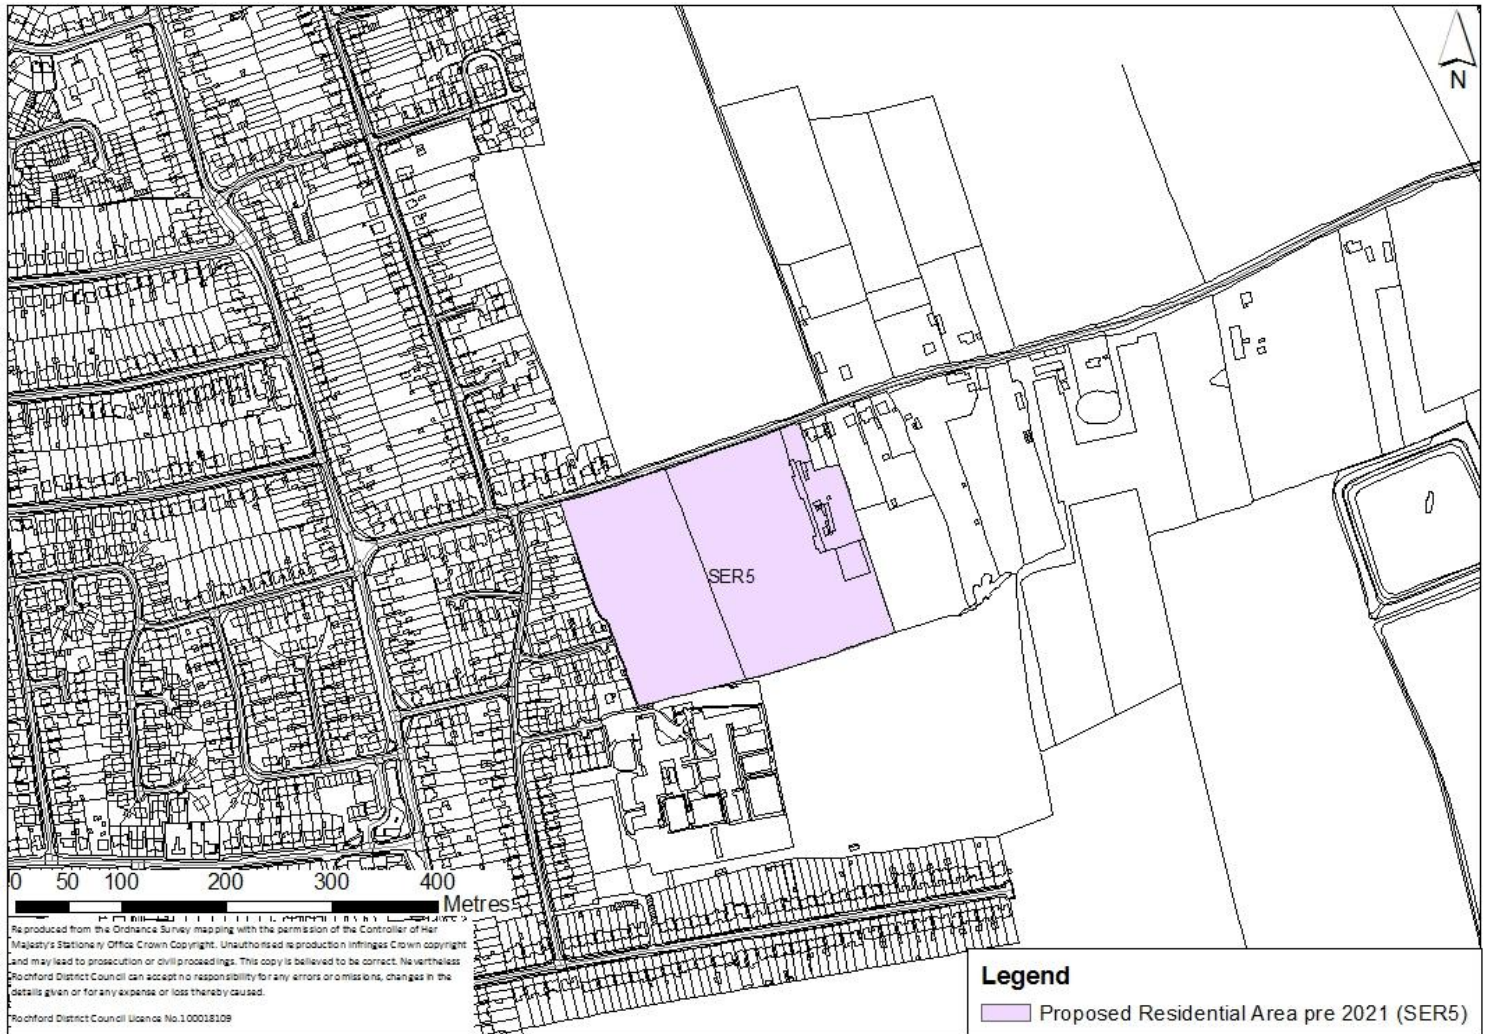 N
SER5
0 50 100 200 300 400
Metres
Reproduced from the Ordnance Survey mapping with the permission of the Controller of Her
Majesty's Stationery Office Crown Copyright. Unauthorised reproduction infringes Crown copyright
and may lead to prosecution or civil proceedings. This copy is believed to be correct. Nevertheless
Rochford District Council can accept no responsibility for any errors or omissions, changes in the
details given or for any expense or loss thereby caused.
Rochford District Council Licence No.100018109
Legend
Proposed Residential Area pre 2021 (SER5)